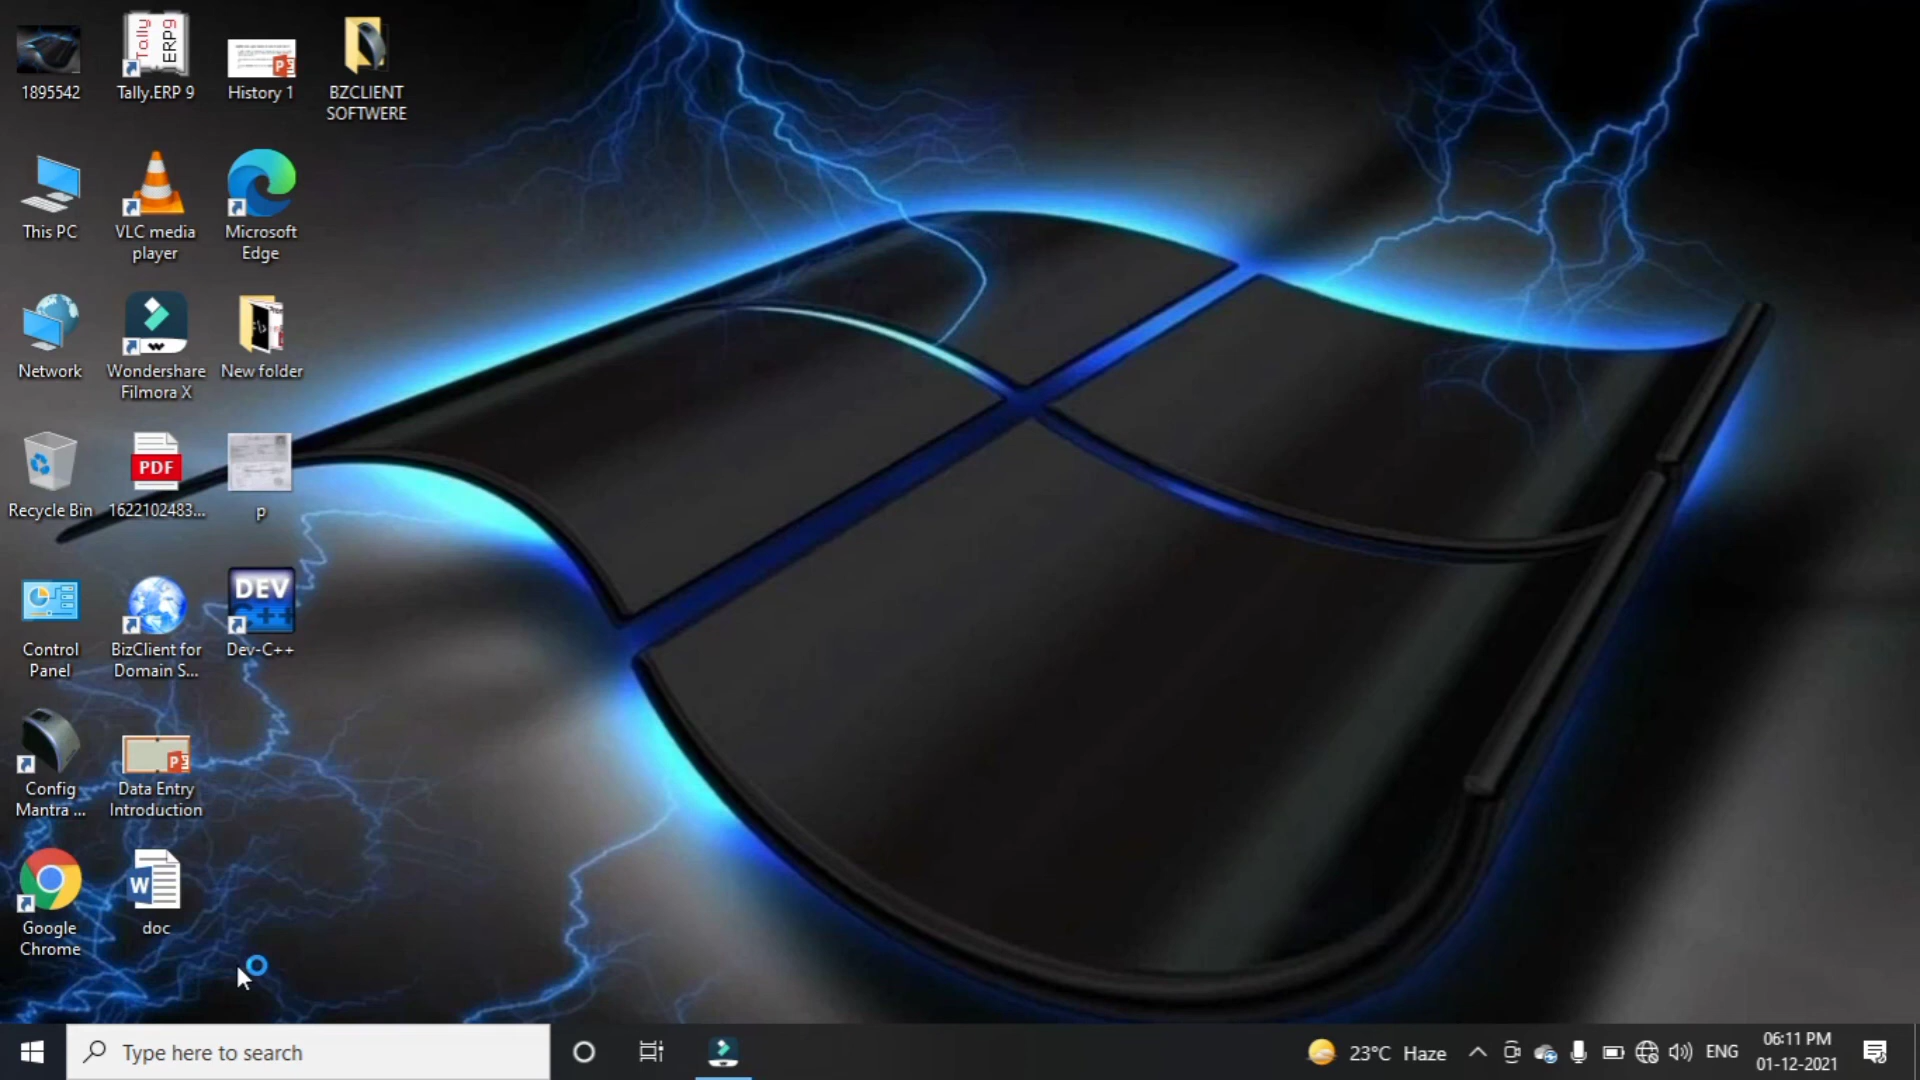 1895542
Tally
ERP9
Tally.ERP 9
History 1
BZCLIENT
SOFTWERE
This PC
VLC media
player
Microsoft
Edge
Network
Wondershare
Filmora X
New folder
Recycle Bin
PDF
1622102483...
p
Control
Panel
BizClient for
Domain S...
DEV
C++
Dev-C++
Config
Mantra ...
Data Entry
Introduction
Google
Chrome
W
doc
Type here to search
23°C Haze
ENG
06:11 PM
01-12-2021